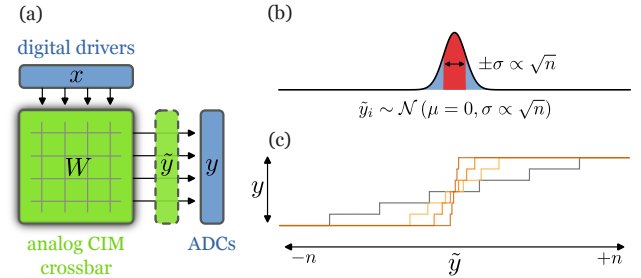 (a)
digital drivers
x
W
ỹ
y
analog CIM
crossbar
ADCs
(b)
±σ ∝ √n
ỹᵢ ∼ 𝒩 (μ = 0, σ ∝ √n)
(c)
y
−n
ỹ
+n